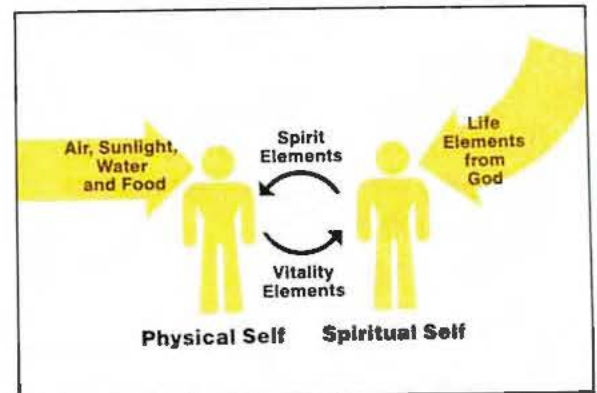 Air, Sunlight,
Water
and Food
Spirit
Elements
Life
Elements
from
God
Vitality
Elements
Physical Self
Spiritual Self